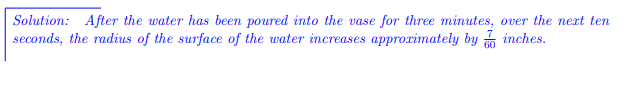 Solution: After the water has been poured into the vase for three minutes, over the next ten
seconds, the radius of the surface of the water increases approximately by 7/60 inches.